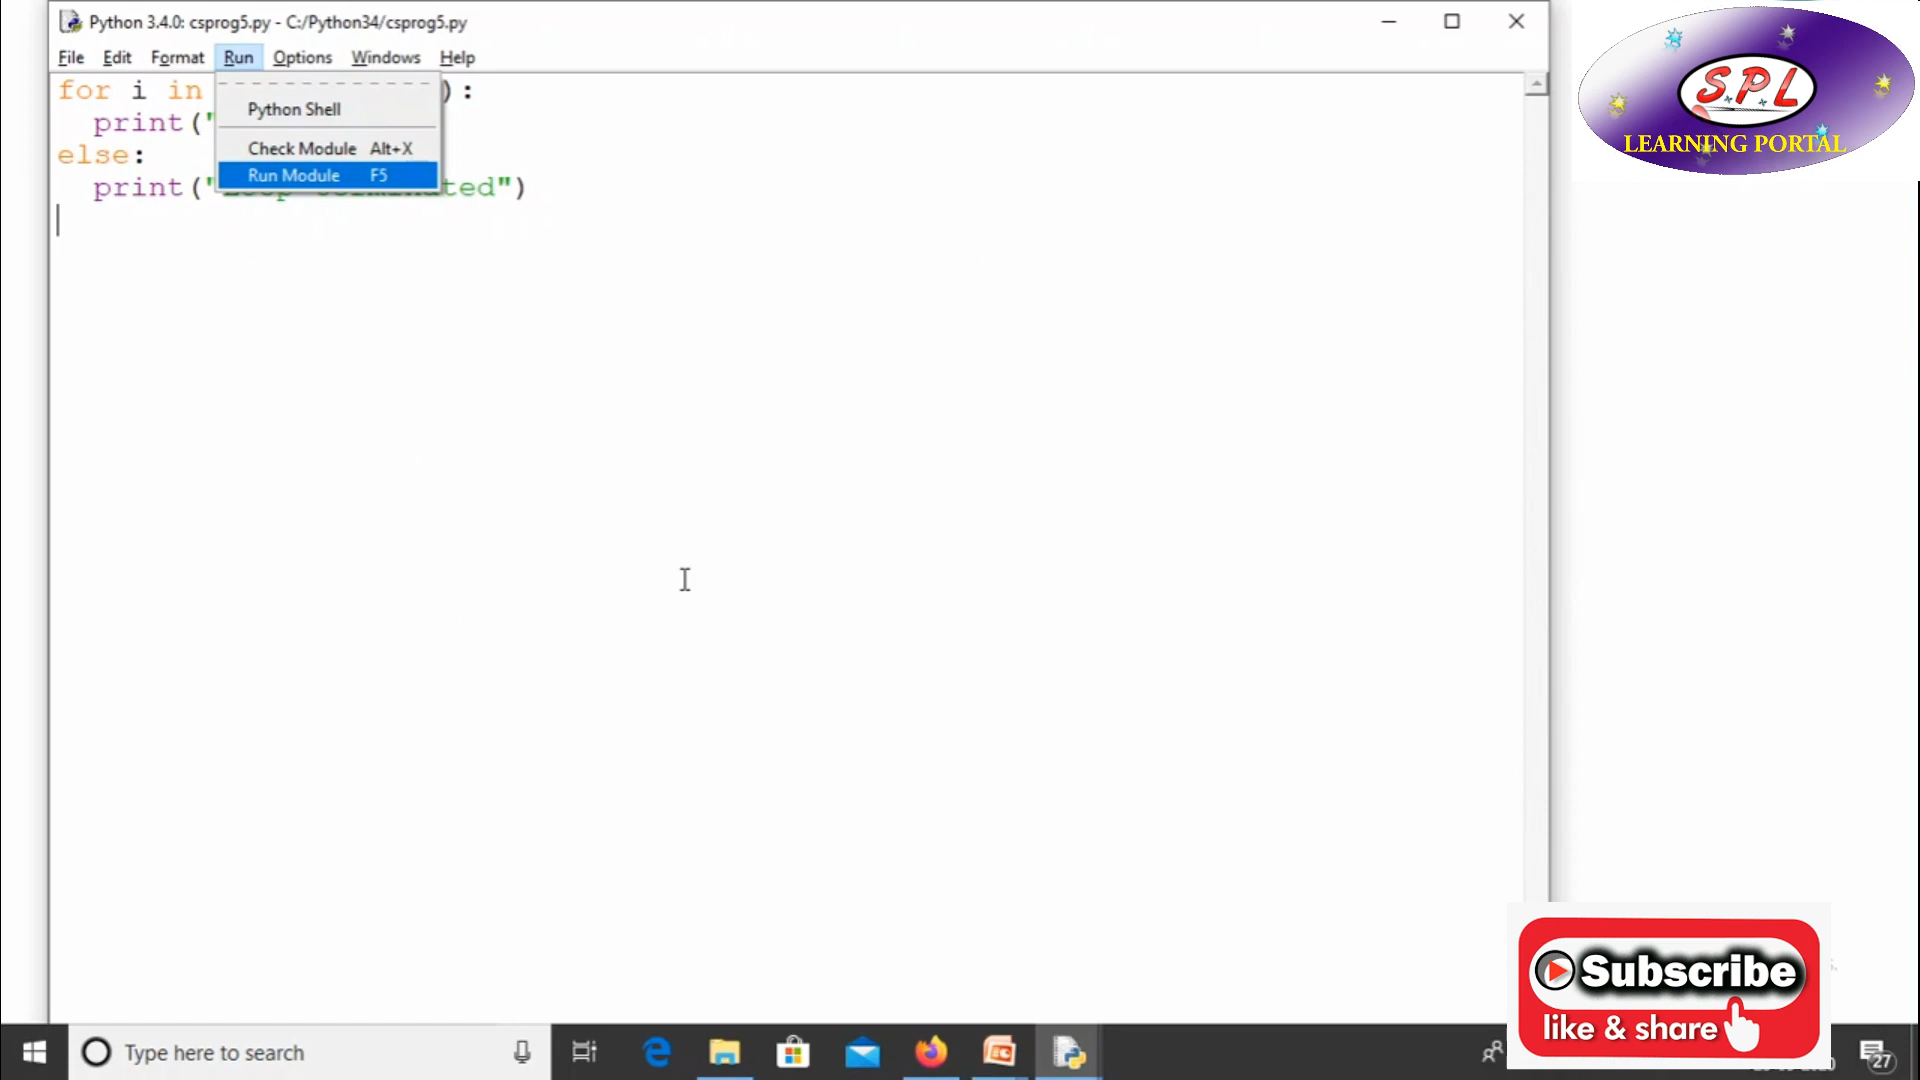 Python 3.4.0: csprog5.py - C:/Python34/csprog5.py
File Edit Format Run Options Windows Help
for i in ):
Python Shell
print("
Check Module Alt+X
else:
Run Module F5
print(" ted")
S.P.L
LEARNING PORTAL
Subscribe
like & share
Type here to search
27